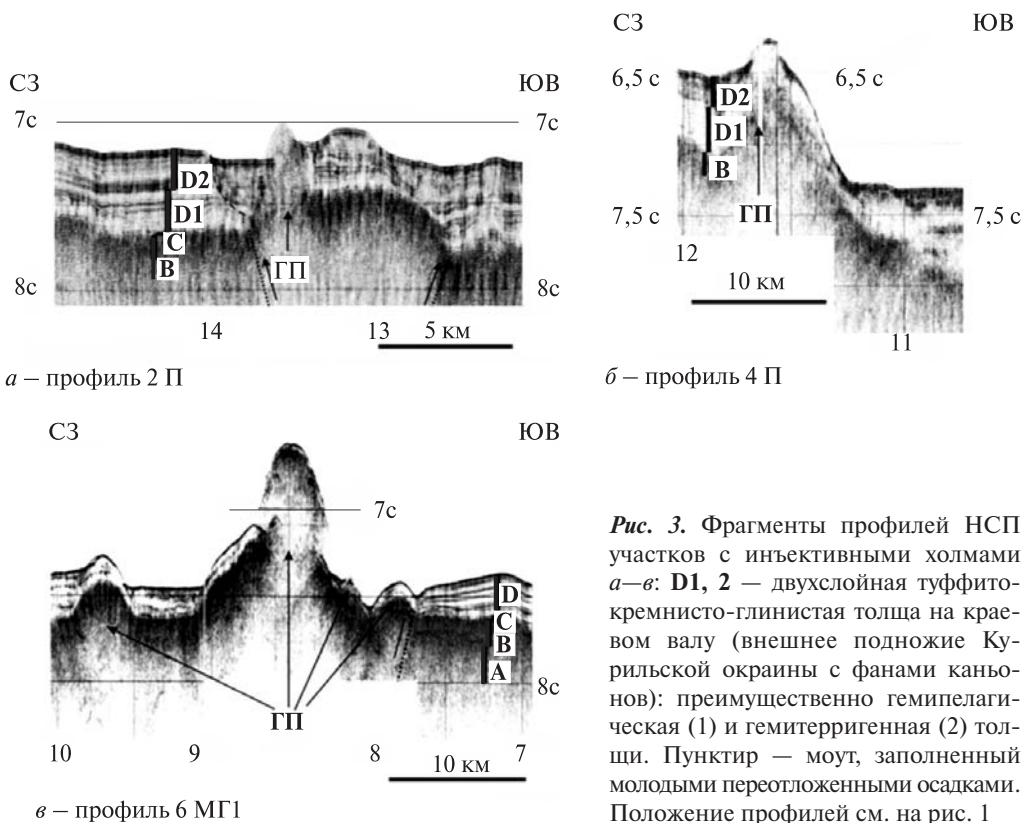 СЗ ЮВ
7с 7с
D2
D1
C
B
ГП
8с 8с
14 13 5 км
а — профиль 2 П
СЗ ЮВ
6,5 с 6,5 с
D2
D1
B
ГП
7,5 с 7,5 с
12
10 км
11
б — профиль 4 П
СЗ ЮВ
7с
D
C
B
A
8с
ГП
10 9 8 7
10 км
в — профиль 6 МГ1
Рис. 3. Фрагменты профилей НСП
участков с инъективными холмами
а—в: D1, 2 — двухслойная туффито-
кремнисто-глинистая толща на крае-
вом валу (внешнее подножие Ку-
рильской окраины с фанами каньо-
нов): преимущественно гемипелаги-
ческая (1) и гемитерригенная (2) тол-
щи. Пунктир — моут, заполненный
молодыми переотложенными осадками.
Положение профилей см. на рис. 1